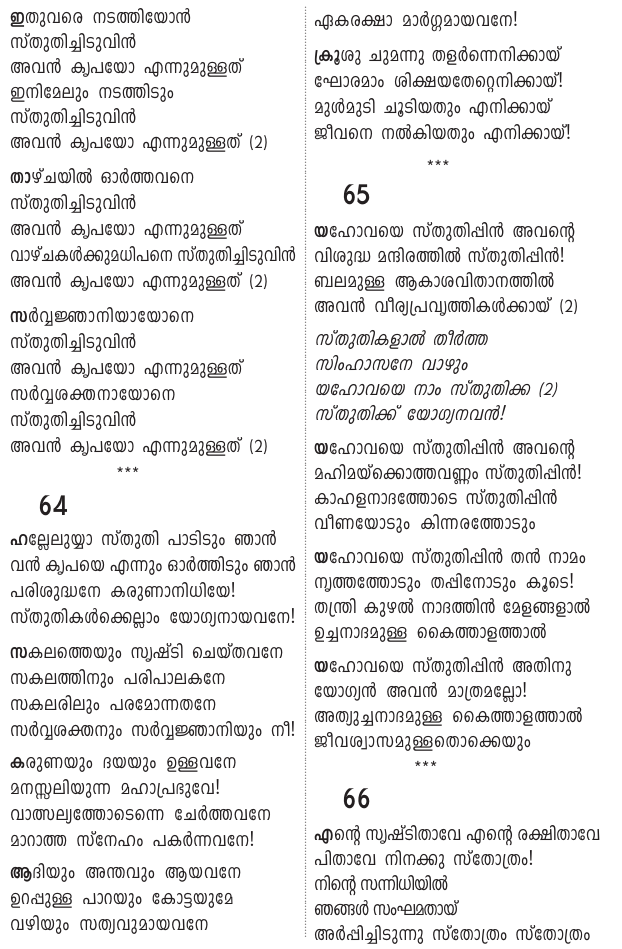 ഇതുവരെ നടത്തിയോൻ
സ്തുതിച്ചിടുവിൻ
അവൻ കൃപയോ എന്നുമുള്ളത്
ഇനിമേലും നടത്തിടും
സ്തുതിച്ചിടുവിൻ
അവൻ കൃപയോ എന്നുമുള്ളത് (2)
താഴ്ചയിൽ ഓർത്തവനെ
സ്തുതിച്ചിടുവിൻ
അവൻ കൃപയോ എന്നുമുള്ളത്
വാഴ്ചകൾക്കുമധിപനെ സ്തുതിച്ചിടുവിൻ
അവൻ കൃപയോ എന്നുമുള്ളത് (2)
സർവ്വജ്ഞാനിയായോനെ
സ്തുതിച്ചിടുവിൻ
അവൻ കൃപയോ എന്നുമുള്ളത്
സർവ്വശക്തനായോനെ
സ്തുതിച്ചിടുവിൻ
അവൻ കൃപയോ എന്നുമുള്ളത് (2)
***
64
ഹല്ലേലുയ്യാ സ്തുതി പാടിടും ഞാൻ
വൻ കൃപയെ എന്നും ഓർത്തിടും ഞാൻ
പരിശുദ്ധനേ കരുണാനിധിയേ!
സ്തുതികൾക്കെല്ലാം യോഗ്യനായവനേ!
സകലത്തെയും സൃഷ്ടി ചെയ്തവനേ
സകലത്തിനും പരിപാലകനേ
സകലരിലും പരമോന്നതനേ
സർവ്വശക്തനും സർവ്വജ്ഞാനിയും നീ!
കരുണയും ദയയും ഉള്ളവനേ
മനസ്സലിയുന്ന മഹാപ്രഭുവേ!
വാത്സല്യത്തോടെന്നെ ചേർത്തവനേ
മാറാത്ത സ്നേഹം പകർന്നവനേ!
ആദിയും അന്തവും ആയവനേ
ഉറപ്പുള്ള പാറയും കോട്ടയുമേ
വഴിയും സത്യവുമായവനേ
ഏകരക്ഷാ മാർഗ്ഗമായവനേ!
ക്രൂശു ചുമന്നു തളർന്നെനിക്കായ്
ഘോരമാം ശിക്ഷയതേറ്റെനിക്കായ്!
മുൾമുടി ചൂടിയതും എനിക്കായ്
ജീവനെ നൽകിയതും എനിക്കായ്!
***
65
യഹോവയെ സ്തുതിപ്പിൻ അവന്റെ
വിശുദ്ധ മന്ദിരത്തിൽ സ്തുതിപ്പിൻ!
ബലമുള്ള ആകാശവിതാനത്തിൽ
അവൻ വീര്യപ്രവൃത്തികൾക്കായ് (2)
സ്തുതികളാൽ തീർത്ത
സിംഹാസനേ വാഴും
യഹോവയെ നാം സ്തുതിക്ക (2)
സ്തുതിക്ക് യോഗ്യനവൻ!
യഹോവയെ സ്തുതിപ്പിൻ അവന്റെ
മഹിമയ്ക്കൊത്തവണ്ണം സ്തുതിപ്പിൻ!
കാഹളനാദത്തോടെ സ്തുതിപ്പിൻ
വീണയോടും കിന്നരത്തോടും
യഹോവയെ സ്തുതിപ്പിൻ തൻ നാമം
നൃത്തത്തോടും തപ്പിനോടും കൂടെ!
തന്ത്രി കുഴൽ നാദത്തിൻ മേളങ്ങളാൽ
ഉച്ചനാദമുള്ള കൈത്താളത്താൽ
യഹോവയെ സ്തുതിപ്പിൻ അതിനു
യോഗ്യൻ അവൻ മാത്രമല്ലോ!
അത്യുച്ചനാദമുള്ള കൈത്താളത്താൽ
ജീവശ്വാസമുള്ളതൊക്കെയും
***
66
എന്റെ സൃഷ്ടിതാവേ എന്റെ രക്ഷിതാവേ
പിതാവേ നിനക്കു സ്തോത്രം!
നിന്റെ സന്നിധിയിൽ
ഞങ്ങൾ സംഘമതായ്
അർപ്പിച്ചിടുന്നു സ്തോത്രം സ്തോത്രം